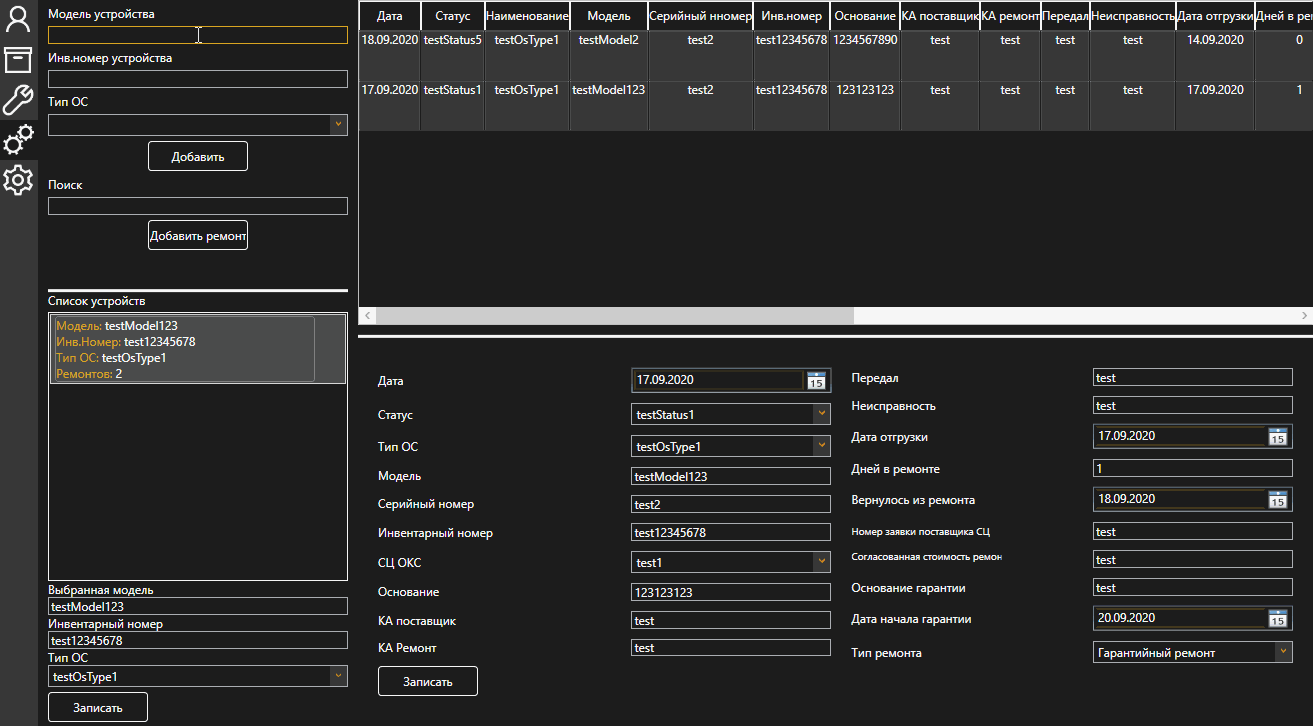 Модель устройства
Инв.номер устройства
Тип ОС
Добавить
Поиск
Добавить ремонт
Список устройств
Модель: testModel123
Инв.Номер: test12345678
Тип ОС: testOsType1
Ремонтов: 2
Выбранная модель
testModel123
Инвентарный номер
test12345678
Тип ОС
testOsType1
Записать
Дата Статус Наименование Модель Серийный нномер Инв.номер Основание КА поставщик КА ремонт Передал Неисправность Дата отгрузки Дней в ре
18.09.2020 testStatus5 testOsType1 testModel2 test2 test12345678 1234567890 test test test test 14.09.2020 0
17.09.2020 testStatus1 testOsType1 testModel123 test2 test12345678 123123123 test test test test 17.09.2020 1
Дата 17.09.2020 15
Статус testStatus1
Тип ОС testOsType1
Модель testModel123
Серийный номер test2
Инвентарный номер test12345678
СЦ ОКС test1
Основание 123123123
КА поставщик test
КА Ремонт test
Записать
Передал test
Неисправность test
Дата отгрузки 17.09.2020 15
Дней в ремонте 1
Вернулось из ремонта 18.09.2020 15
Номер заявки поставщика СЦ test
Согласованная стоимость ремон test
Основание гарантии test
Дата начала гарантии 20.09.2020 15
Тип ремонта Гарантийный ремонт